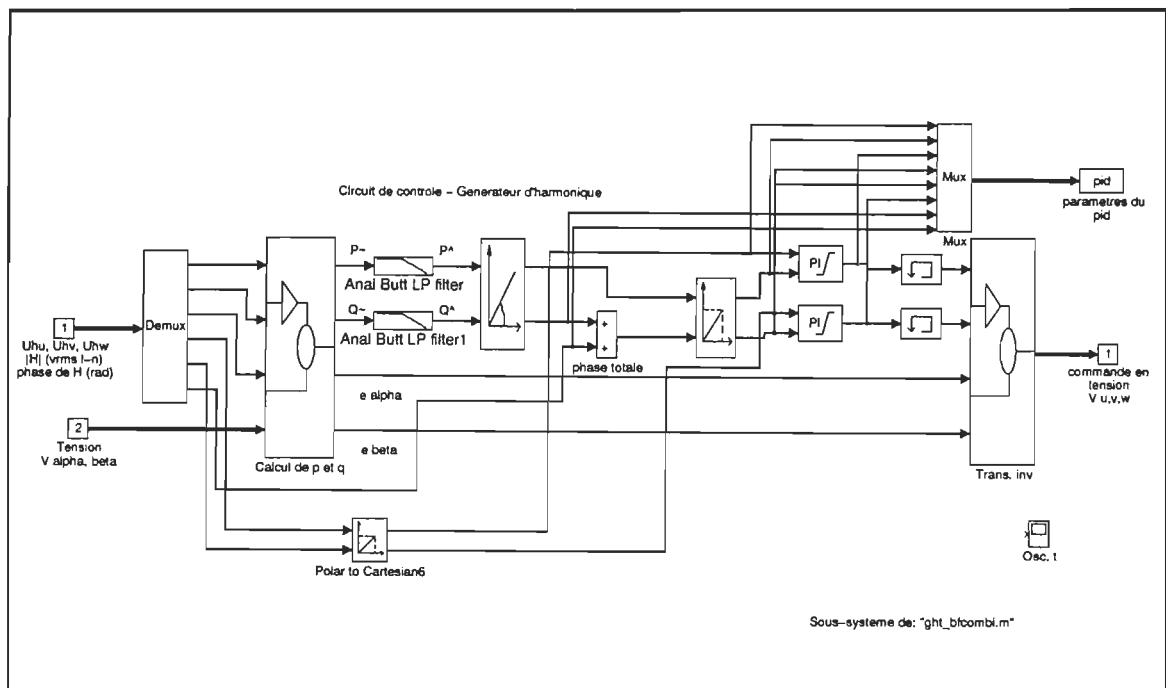 Circuit de controle - Generateur d'harmonique
Mux
pid
parametres du
pid
Mux
P~
P^
Anal Butt LP filter
Q~
Q^
Anal Butt LP filter1
PI
PI
Demux
1
Uhu, Uhv, Uhw
|H| (vrms l-n)
phase de H (rad)
+
+
phase totale
1
commande en
tension
V u,v,w
e alpha
2
Tension
V alpha, beta
e beta
Calcul de p et q
Trans. inv
Polar to Cartesian6
x
Osc. t
Sous-systeme de: "ght_bfcombi.m"